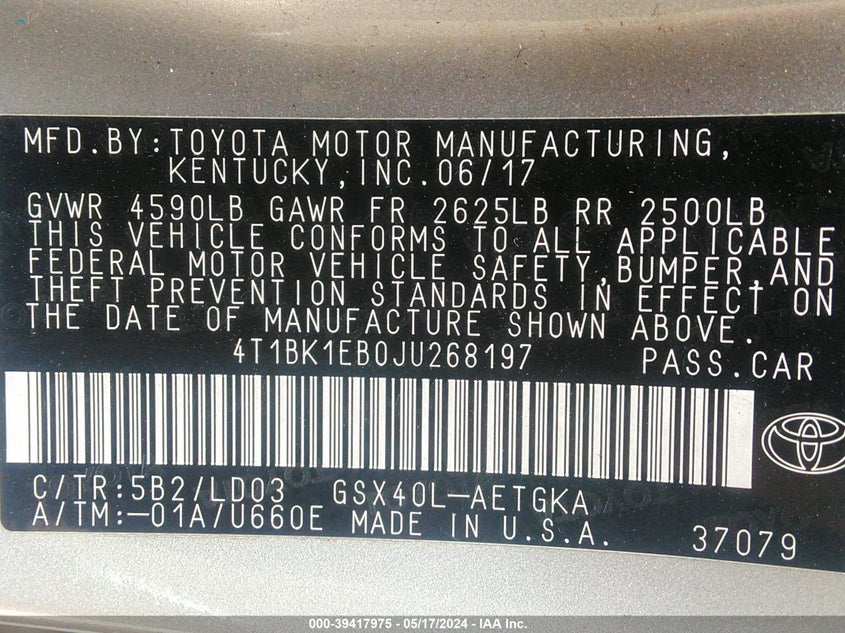 MFD.BY:TOYOTA MOTOR MANUFACTURING,
KENTUCKY,INC.06/17
GVWR 4590LB GAWR FR 2625LB RR 2500LB
THIS VEHICLE CONFORMS TO ALL APPLICABLE
FEDERAL MOTOR VEHICLE SAFETY,BUMPER,AND
THEFT PREVENTION STANDARDS IN EFFECT ON
THE DATE OF MANUFACTURE SHOWN ABOVE.
4T1BK1EB0JU268197 PASS.CAR
C/TR:5B2/LD03 GSX40L-AETGKA
A/TM:-01A/U660E MADE IN U.S.A. 37079
000-39417975 - 05/17/2024 - IAA Inc.